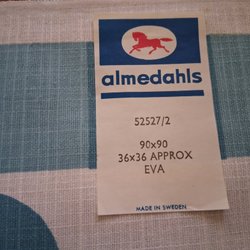 almedahls
52527/2
90x90
36x36 APPROX
EVA
MADE IN SWEDEN